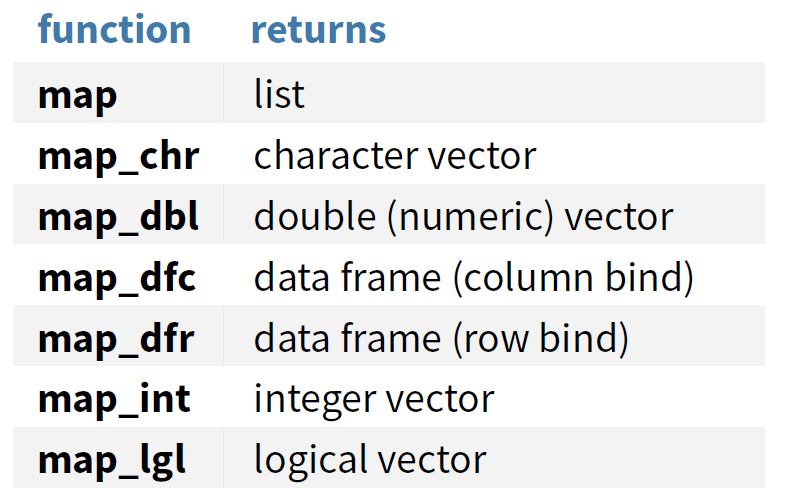 function returns
map list
map_chr character vector
map_dbl double (numeric) vector
map_dfc data frame (column bind)
map_dfr data frame (row bind)
map_int integer vector
map_lgl logical vector